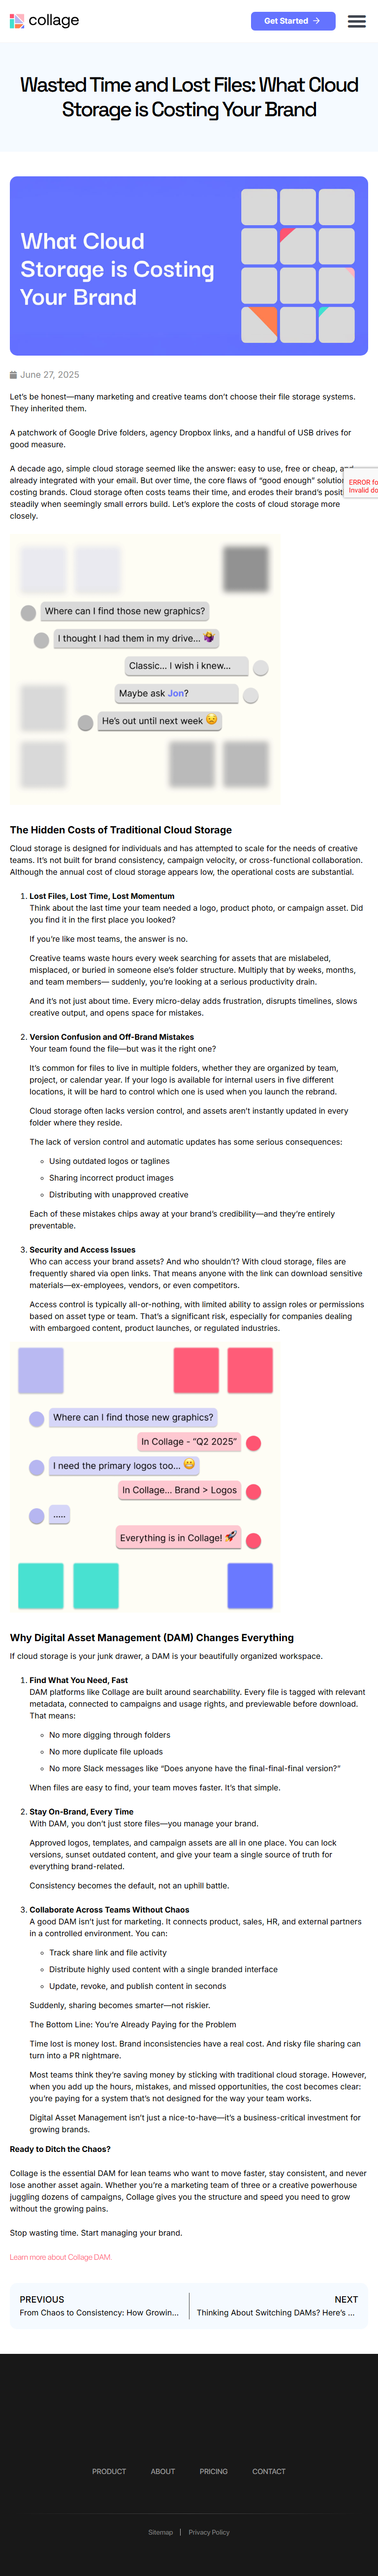 collage
Get Started
Wasted Time and Lost Files: What Cloud
Storage is Costing Your Brand
What Cloud
Storage is Costing
Your Brand
June 27, 2025
Let's be honest—many marketing and creative teams don't choose their file storage systems.
They inherited them.
A patchwork of Google Drive folders, agency Dropbox links, and a handful of USB drives for
good measure.
A decade ago, simple cloud storage seemed like the answer: easy to use, free or cheap, and
already integrated with your email. But over time, the core flaws of "good enough"
costing brands. Cloud storage often costs teams their time, and erodes their brand's
steadily when seemingly small errors build. Let's explore the costs of cloud storage more
closely.
ERROR
Invalid
Where can I find those new graphics?
I thought I had them in my drive...
Classic... I wish i knew...
Maybe ask Jon?
He's out until next week 😥
The Hidden Costs of Traditional Cloud Storage
Cloud storage is designed for individuals and has attempted to scale for the needs of creative
teams. It's not built for brand consistency, campaign velocity, or cross-functional collaboration.
Although the annual cost of cloud storage appears low, the operational costs are substantial.
1. Lost Files, Lost Time, Lost Momentum
Think about the last time your team needed a logo, product photo, or campaign asset. Did
you find it in the first place you looked?
If you're like most teams, the answer is no.
Creative teams waste hours every week searching for assets that are mislabeled,
misplaced, or buried in someone else's folder structure. Multiply that by weeks, months,
and team members— suddenly, you're looking at a serious productivity drain.
And it's not just about time. Every micro-delay adds frustration, disrupts timelines, slows
creative output, and opens space for mistakes.
2. Version Confusion and Off-Brand Mistakes
Your team found the file—but was it the right one?
It's common for files to live in multiple folders, whether they are organized by team,
project, or calendar year. If your logo is available for internal users in five different
locations, it will be hard to control which one is used when you launch the rebrand.
Cloud storage often lacks version control, and assets aren't instantly updated in every
folder where they reside.
The lack of version control and automatic updates has some serious consequences:
Using outdated logos or taglines
Sharing incorrect product images
Distributing with unapproved creative
Each of these mistakes chips away at your brand's credibility—and they're entirely
preventable.
3. Security and Access Issues
Who can access your brand assets? And who shouldn't? With cloud storage, files are
frequently shared via open links. That means anyone with the link can download sensitive
materials—ex-employees, vendors, or even competitors.
Access control is typically all-or-nothing, with limited ability to assign roles or permissions
based on asset type or team. That's a significant risk, especially for companies dealing
with embargoed content, product launches, or regulated industries.
Where can I find those new graphics?
In Collage - "Q2 2025"
I need the primary logos too... 😬
In Collage... Brand > Logos
.....
Everything is in Collage! 🚀
Why Digital Asset Management (DAM) Changes Everything
If cloud storage is your junk drawer, a DAM is your beautifully organized workspace.
1. Find What You Need, Fast
DAM platforms like Collage are built around searchability. Every file is tagged with relevant
metadata, connected to campaigns and usage rights, and previewable before download.
That means:
No more digging through folders
No more duplicate file uploads
No more Slack messages like "Does anyone have the final-final-final version?"
When files are easy to find, your team moves faster. It's that simple.
2. Stay On-Brand, Every Time
With DAM, you don't just store files—you manage your brand.
Approved logos, templates, and campaign assets are all in one place. You can lock
versions, sunset outdated content, and give your team a single source of truth for
everything brand-related.
Consistency becomes the default, not an uphill battle.
3. Collaborate Across Teams Without Chaos
A good DAM isn't just for marketing. It connects product, sales, HR, and external partners
in a controlled environment. You can:
Track share link and file activity
Distribute highly used content with a single branded interface
Update, revoke, and publish content in seconds
Suddenly, sharing becomes smarter—not riskier.
The Bottom Line: You're Already Paying for the Problem
Time lost is money lost. Brand inconsistencies have a real cost. And risky file sharing can
turn into a PR nightmare.
Most teams think they're saving money by sticking with traditional cloud storage. However,
when you add up the hours, mistakes, and missed opportunities, the cost becomes clear:
you're paying for a system that's not designed for the way your team works.
Digital Asset Management isn't just a nice-to-have—it's a business-critical investment for
growing brands.
Ready to Ditch the Chaos?
Collage is the essential DAM for lean teams who want to move faster, stay consistent, and never
lose another asset again. Whether you're a marketing team of three or a creative powerhouse
juggling dozens of campaigns, Collage gives you the structure and speed you need to grow
without the growing pains.
Stop wasting time. Start managing your brand.
Learn more about Collage DAM.
PREVIOUS
From Chaos to Consistency: How Growin...
NEXT
Thinking About Switching DAMs? Here's ...
PRODUCT
ABOUT
PRICING
CONTACT
Sitemap
Privacy Policy